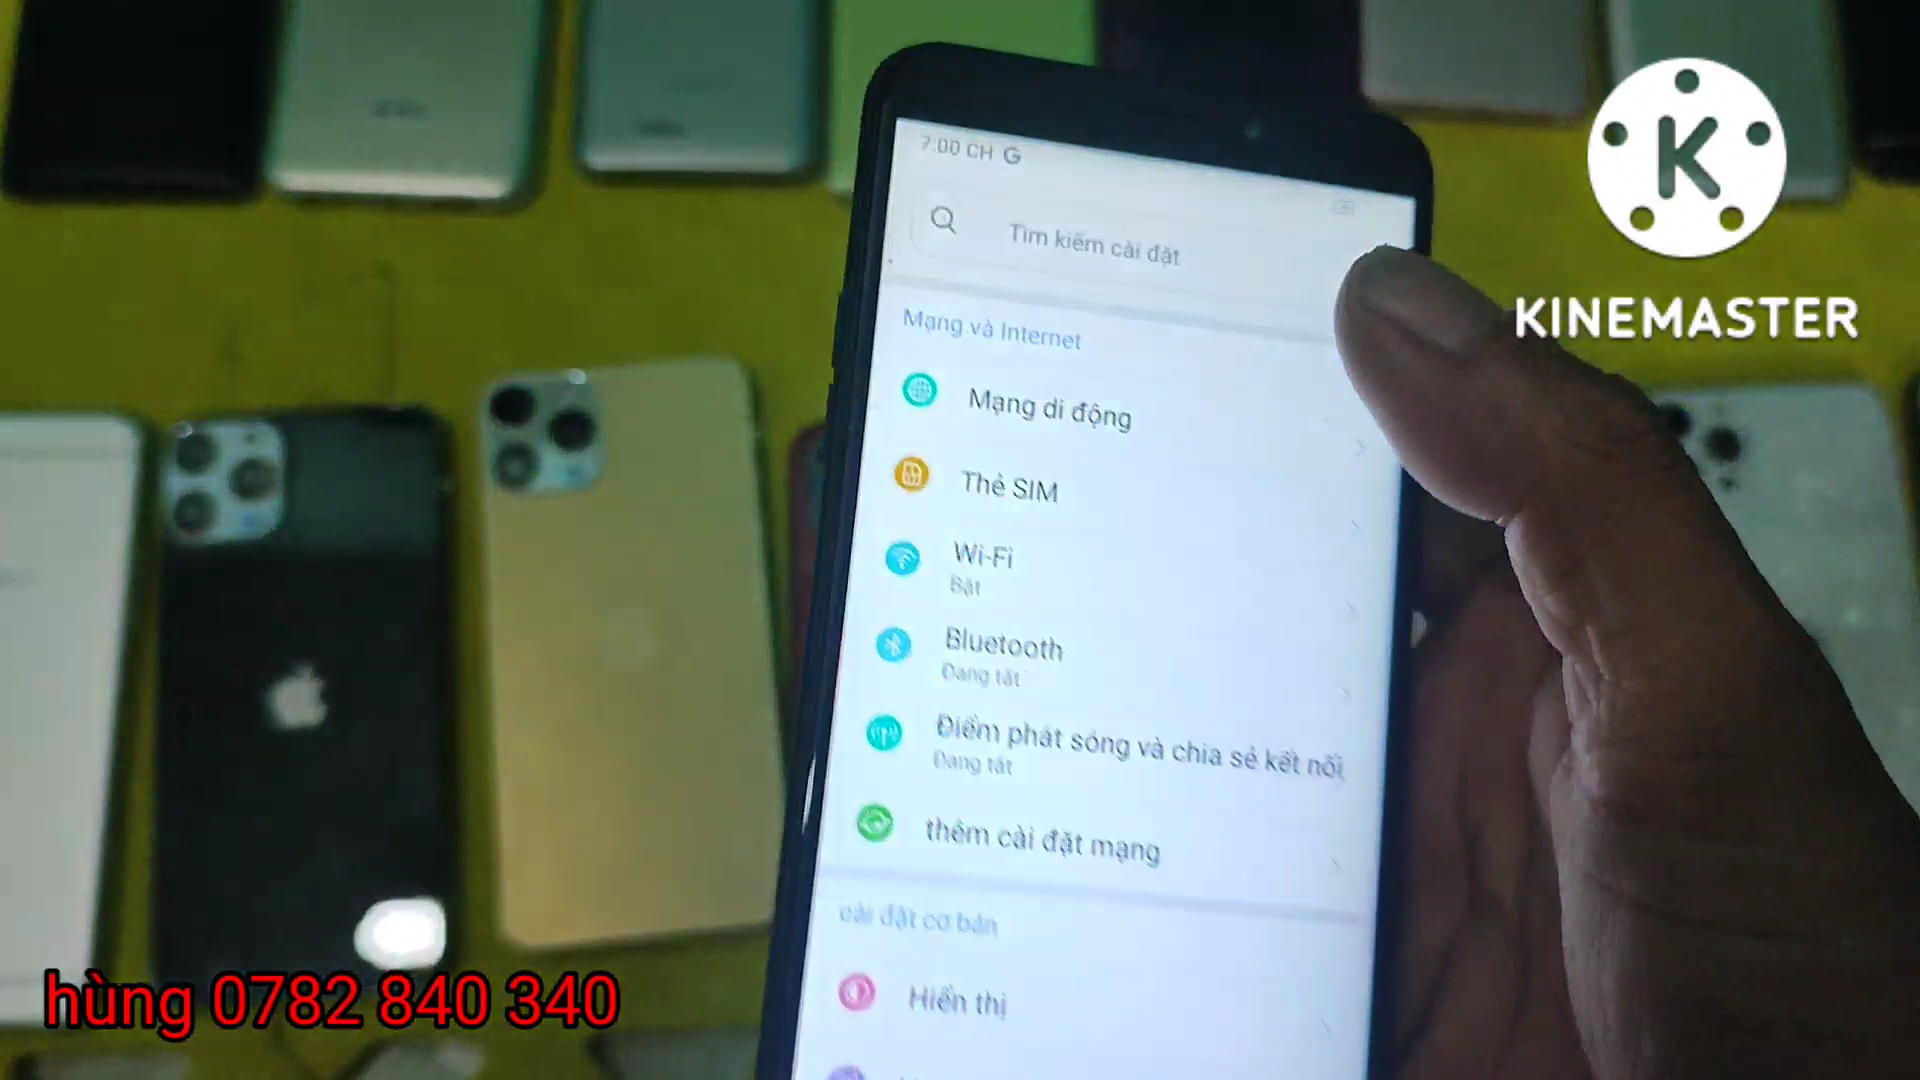 7:00 CH G
Tìm kiếm cài đặt
Mạng và Internet
Mạng di động
Thẻ SIM
Wi-Fi
Bật
Bluetooth
Đang tắt
Điểm phát sóng và chia sẻ kết nối
Đang tắt
thêm cài đặt mạng
cài đặt cơ bản
Hiển thị
K
KINEMASTER
hùng 0782 840 340